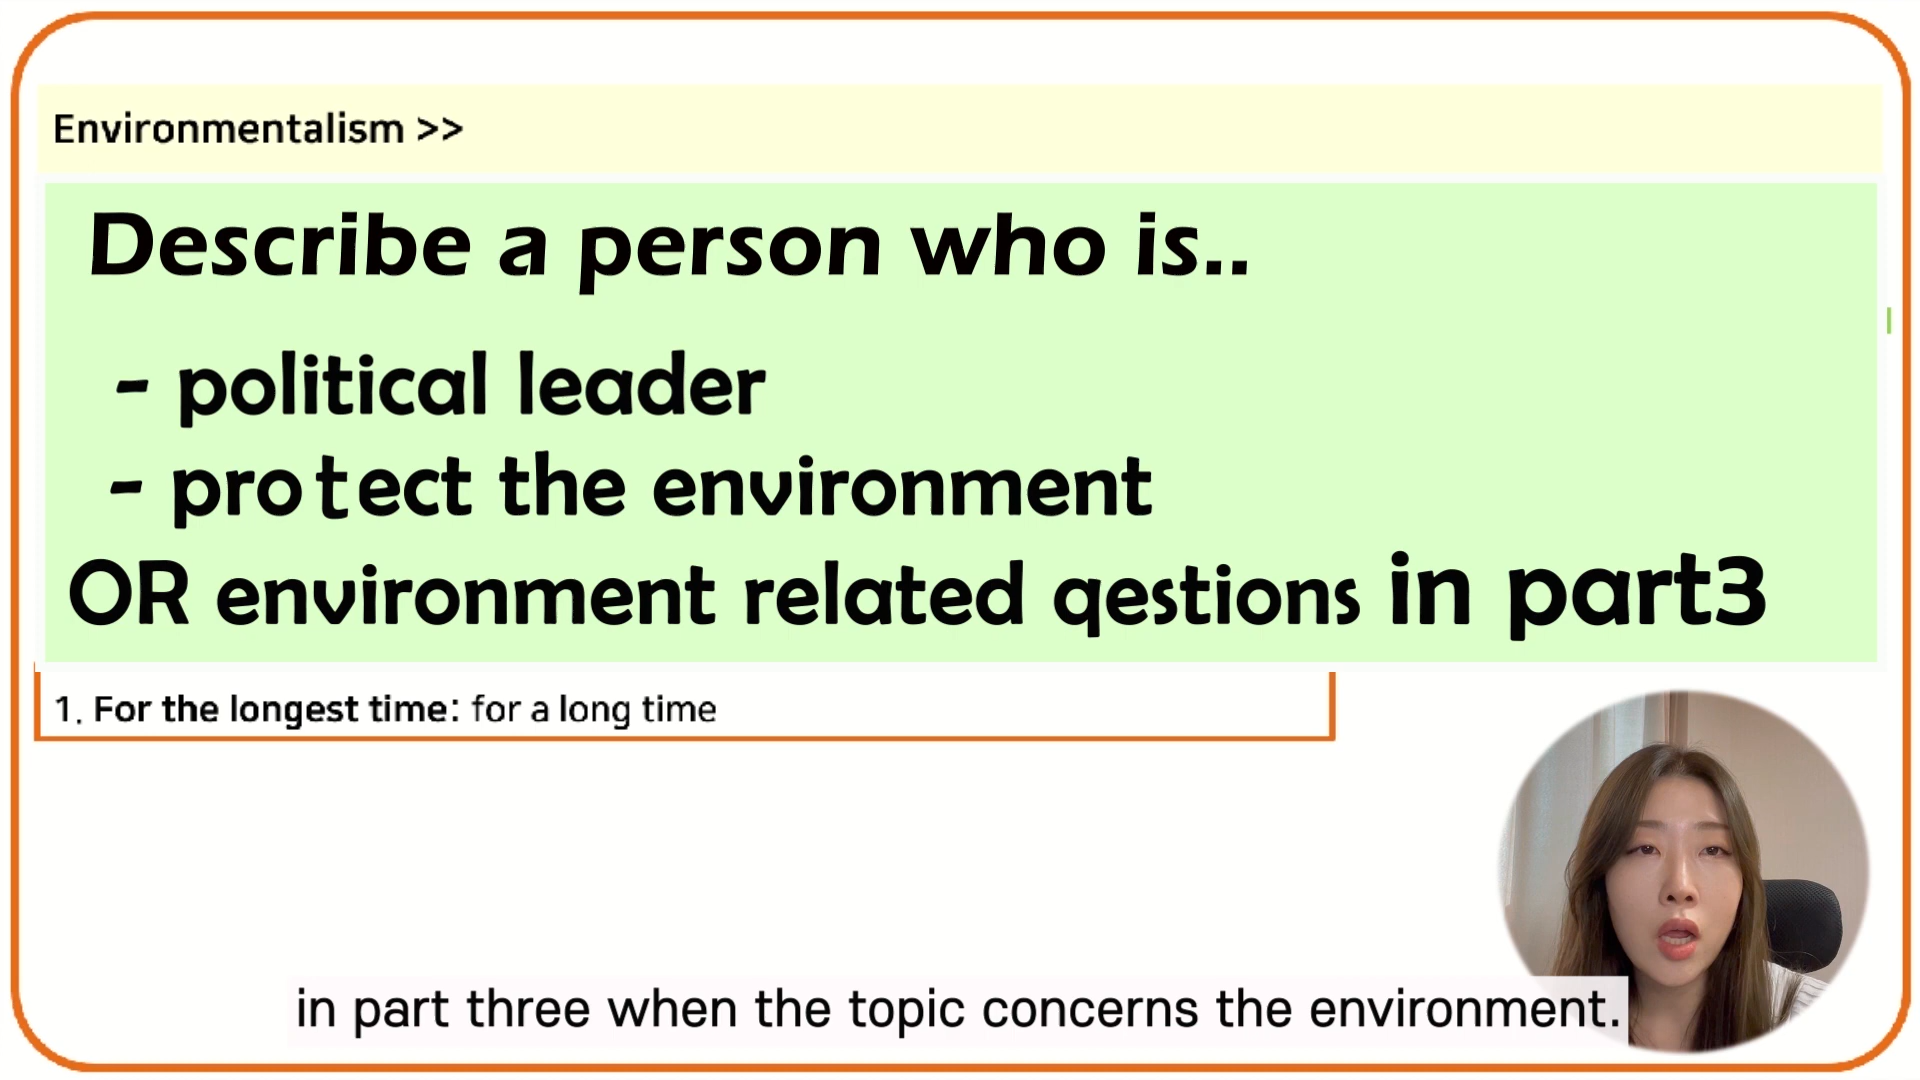 Environmentalism >>
Describe a person who is..
- political leader
- protect the environment
OR environment related qestions in part3
1. For the longest time: for a long time
in part three when the topic concerns the environment.